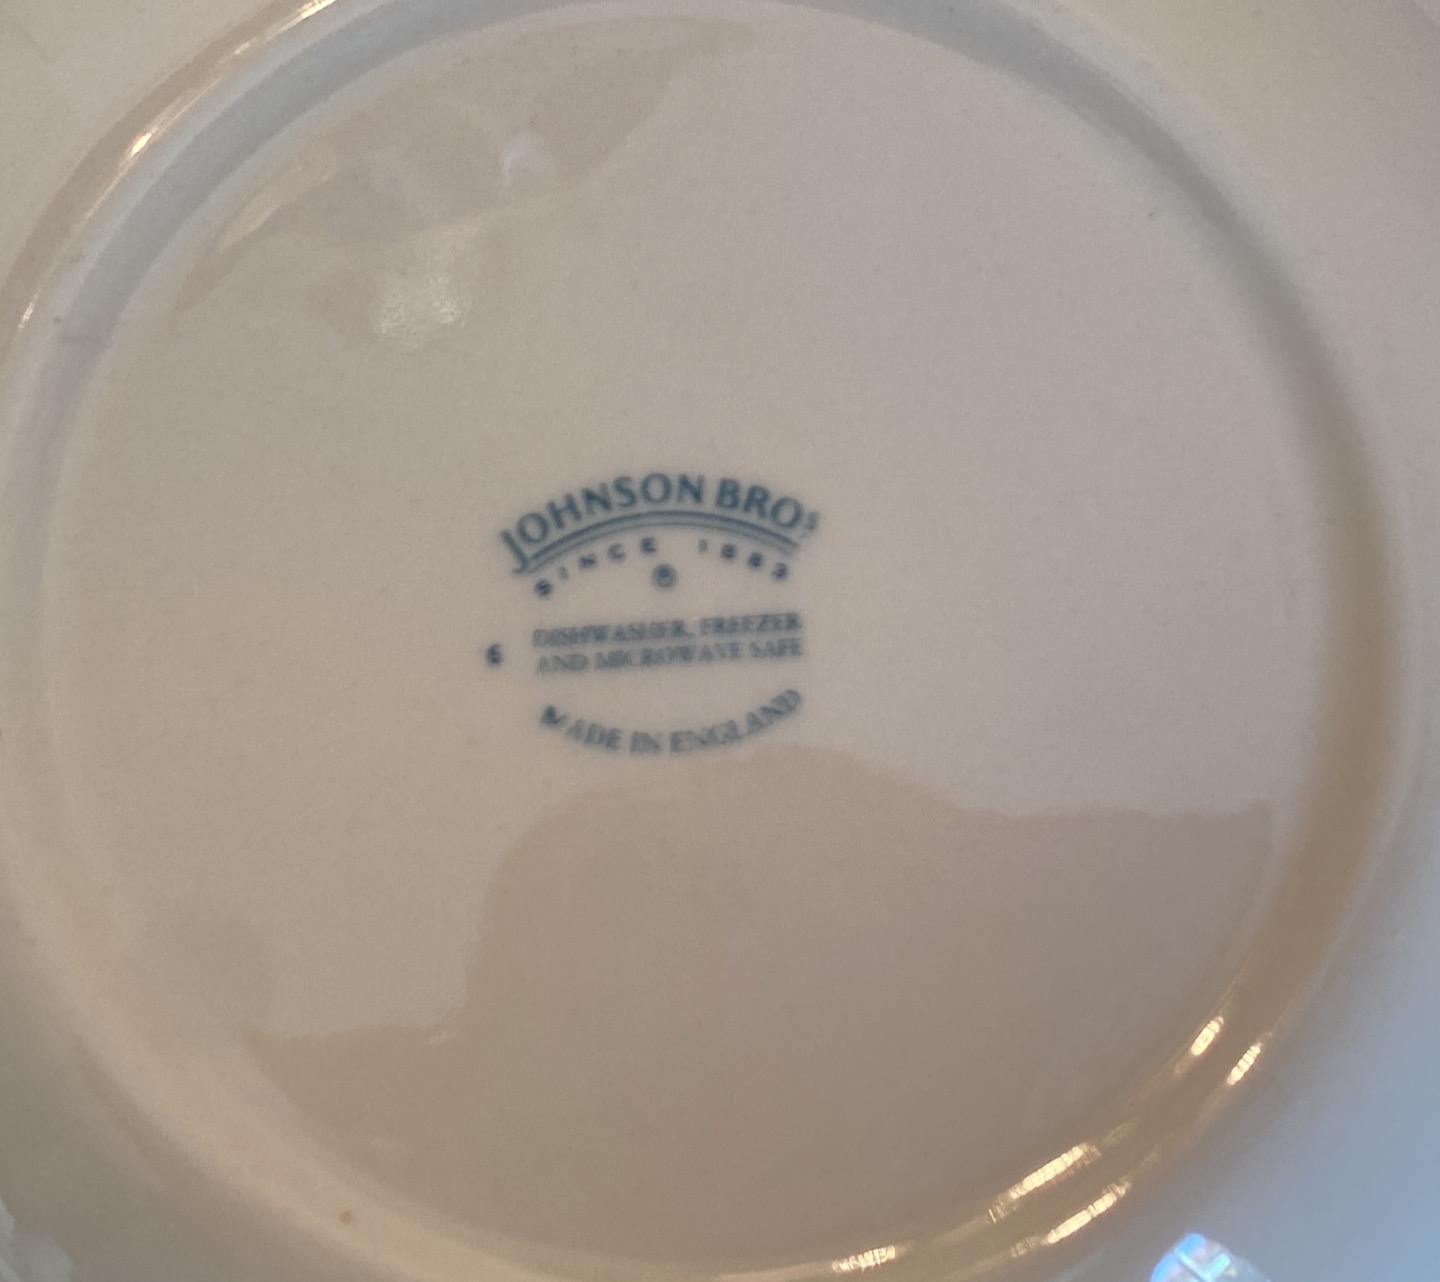 JOHNSON BROS
SINCE 1883
®
6
DISHWASHER, FREEZER
AND MICROWAVE SAFE
MADE IN ENGLAND